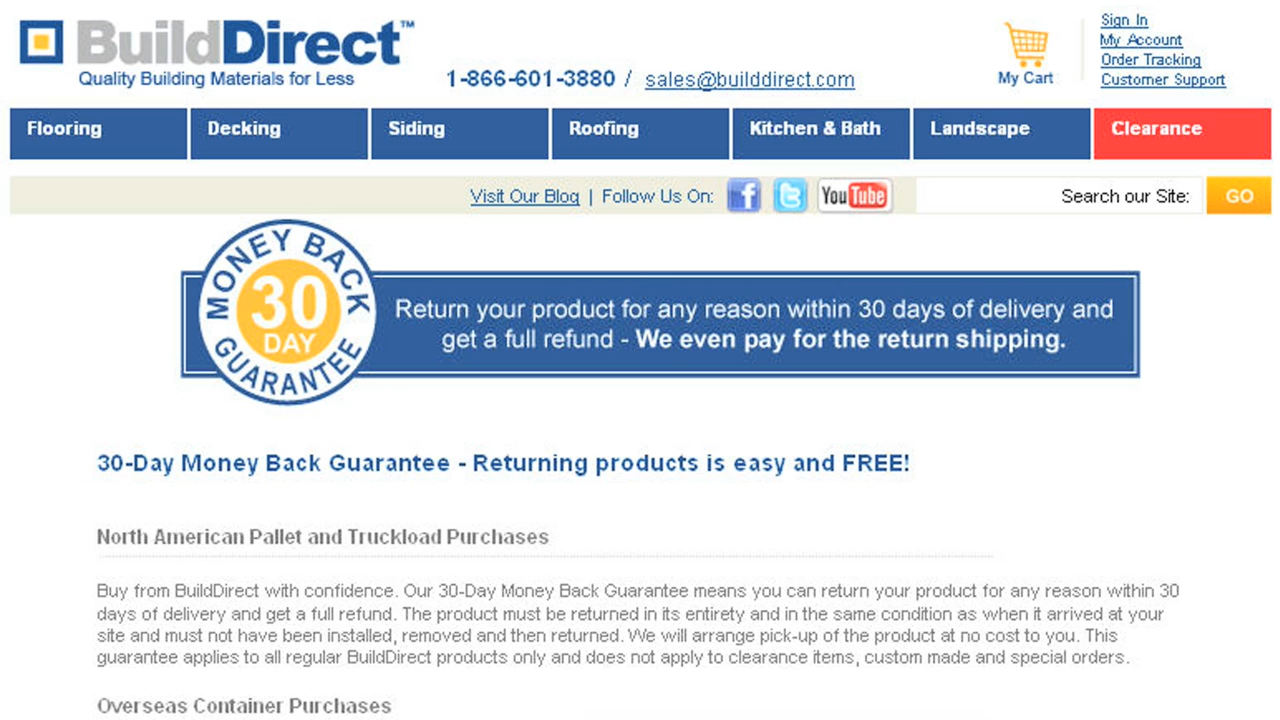 BuildDirect™
Quality Building Materials for Less
1-866-601-3880 / sales@builddirect.com
My Cart
Sign In
My Account
Order Tracking
Customer Support
Flooring
Decking
Siding
Roofing
Kitchen & Bath
Landscape
Clearance
Visit Our Blog | Follow Us On:
f
t
YouTube
Search our Site:
GO
MONEY BACK
30
DAY
GUARANTEE
Return your product for any reason within 30 days of delivery and
get a full refund - We even pay for the return shipping.
30-Day Money Back Guarantee - Returning products is easy and FREE!
North American Pallet and Truckload Purchases
Buy from BuildDirect with confidence. Our 30-Day Money Back Guarantee means you can return your product for any reason within 30
days of delivery and get a full refund. The product must be returned in its entirety and in the same condition as when it arrived at your
site and must not have been installed, removed and then returned. We will arrange pick-up of the product at no cost to you. This
guarantee applies to all regular BuildDirect products only and does not apply to clearance items, custom made and special orders.
Overseas Container Purchases